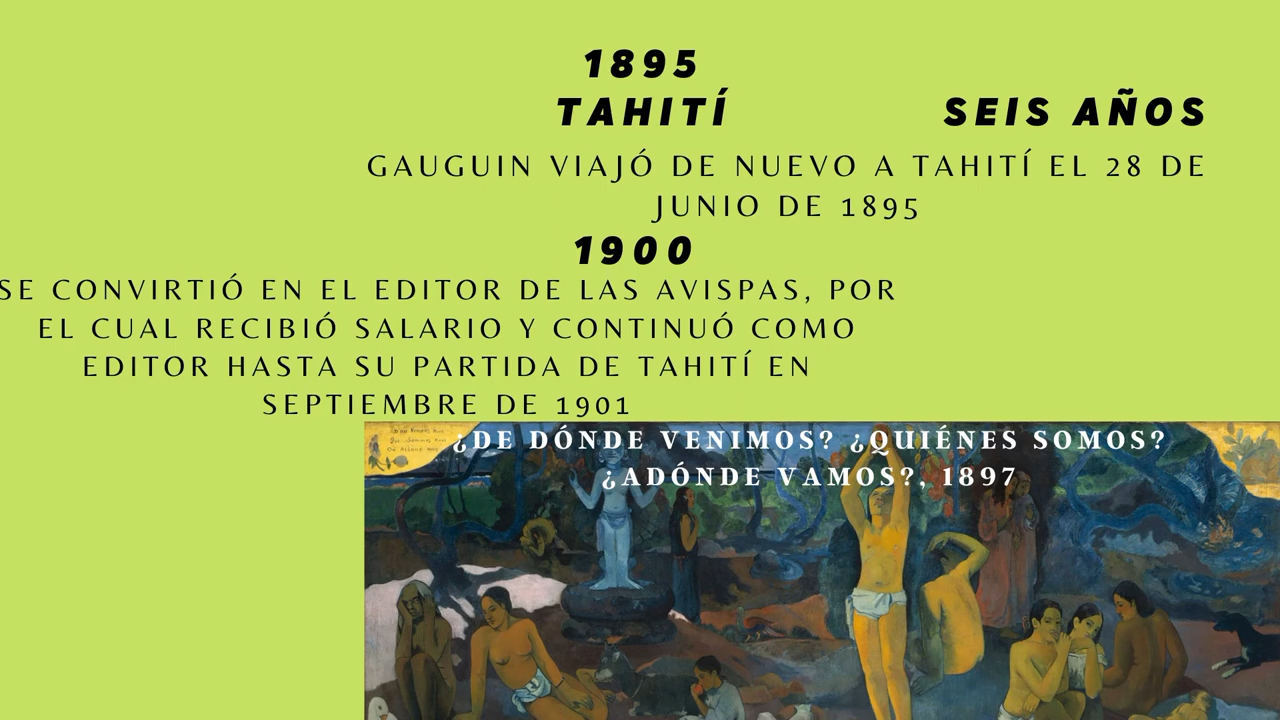 1895
TAHITÍ
SEIS AÑOS
GAUGUIN VIAJÓ DE NUEVO A TAHITÍ EL 28 DE
JUNIO DE 1895
1900
SE CONVIRTIÓ EN EL EDITOR DE LAS AVISPAS, POR
EL CUAL RECIBIÓ SALARIO Y CONTINUÓ COMO
EDITOR HASTA SU PARTIDA DE TAHITÍ EN
SEPTIEMBRE DE 1901
¿DE DÓNDE VENIMOS? ¿QUIÉNES SOMOS?
¿ADÓNDE VAMOS?, 1897